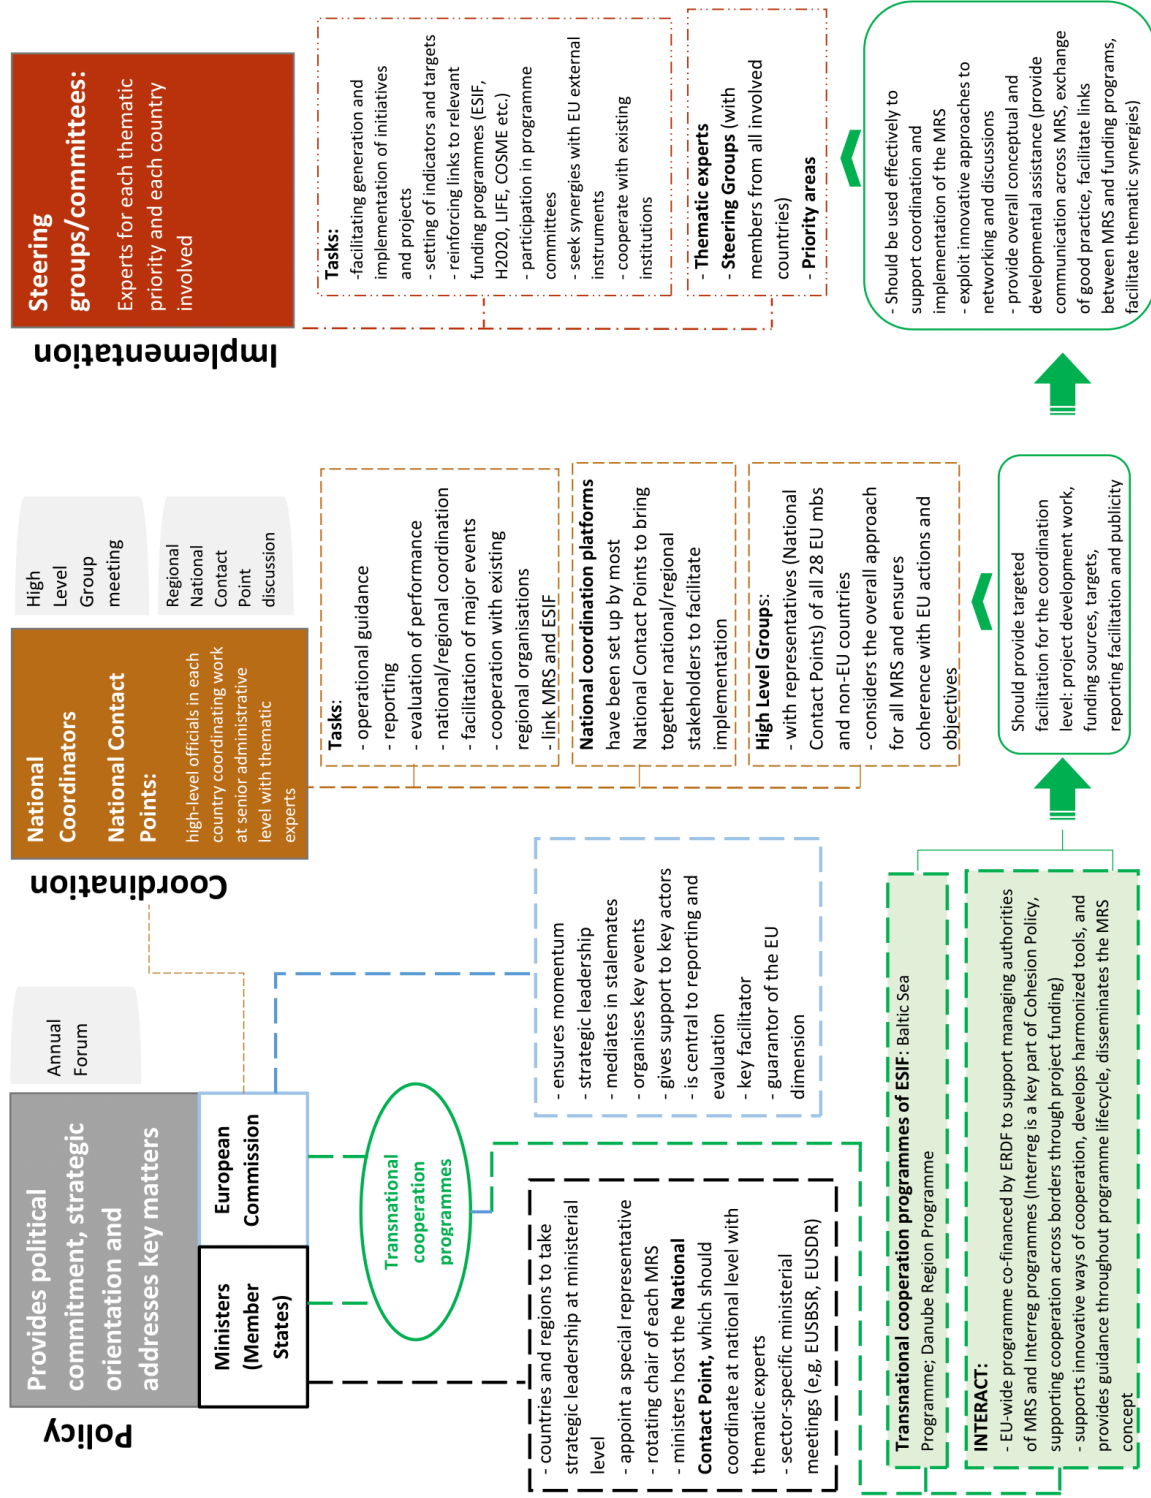 Policy
Provides political
commitment, strategic
orientation and
addresses key matters
Ministers
(Member
States)
European
Commission
Annual
Forum
Transnational
cooperation
programmes
- countries and regions to take
strategic leadership at ministerial
level
- appoint a special representative
- rotating chair of each MRS
- ministers host the National
Contact Point, which should
coordinate at national level with
thematic experts
- sector-specific ministerial
meetings (e,g, EUSBSR, EUSDR)
- ensures momentum
- strategic leadership
- mediates in stalemates
- organises key events
- gives support to key actors
- is central to reporting and
evaluation
- key facilitator
- guarantor of the EU
dimension
Transnational cooperation programmes of ESIF: Baltic Sea
Programme; Danube Region Programme
INTERACT:
- EU-wide programme co-financed by ERDF to support managing authorities
of MRS and Interreg programmes (Interreg is a key part of Cohesion Policy,
supporting cooperation across borders through project funding)
- supports innovative ways of cooperation, develops harmonized tools, and
provides guidance throughout programme lifecycle, disseminates the MRS
concept
Coordination
National
Coordinators
National Contact
Points:
high-level officials in each
country coordinating work
at senior administrative
level with thematic
experts
High
Level
Group
meeting
Regional
National
Contact
Point
discussion
Tasks:
- operational guidance
- reporting
- evaluation of performance
- national/regional coordination
- facilitation of major events
- cooperation with existing
regional organisations
- link MRS and ESIF
National coordination platforms
have been set up by most
National Contact Points to bring
together national/regional
stakeholders to facilitate
implementation
High Level Groups:
- with representatives (National
Contact Points) of all 28 EU mbs
and non-EU countries
- considers the overall approach
for all MRS and ensures
coherence with EU actions and
objectives
Should provide targeted
facilitation for the coordination
level: project development work,
funding sources, targets,
reporting facilitation and publicity
Implementation
Steering
groups/committees:
Experts for each thematic
priority and each country
involved
Tasks:
-facilitating generation and
implementation of initiatives
and projects
- setting of indicators and targets
- reinforcing links to relevant
funding programmes (ESIF,
H2020, LIFE, COSME etc.)
- participation in programme
committees
- seek synergies with EU external
instruments
- cooperate with existing
institutions
- Thematic experts
- Steering Groups (with
members from all involved
countries)
- Priority areas
- Should be used effectively to
support coordination and
implementation of the MRS
- exploit innovative approaches to
networking and discussions
- provide overall conceptual and
developmental assistance (provide
communication across MRS, exchange
of good practice, facilitate links
between MRS and funding programs,
facilitate thematic synergies)